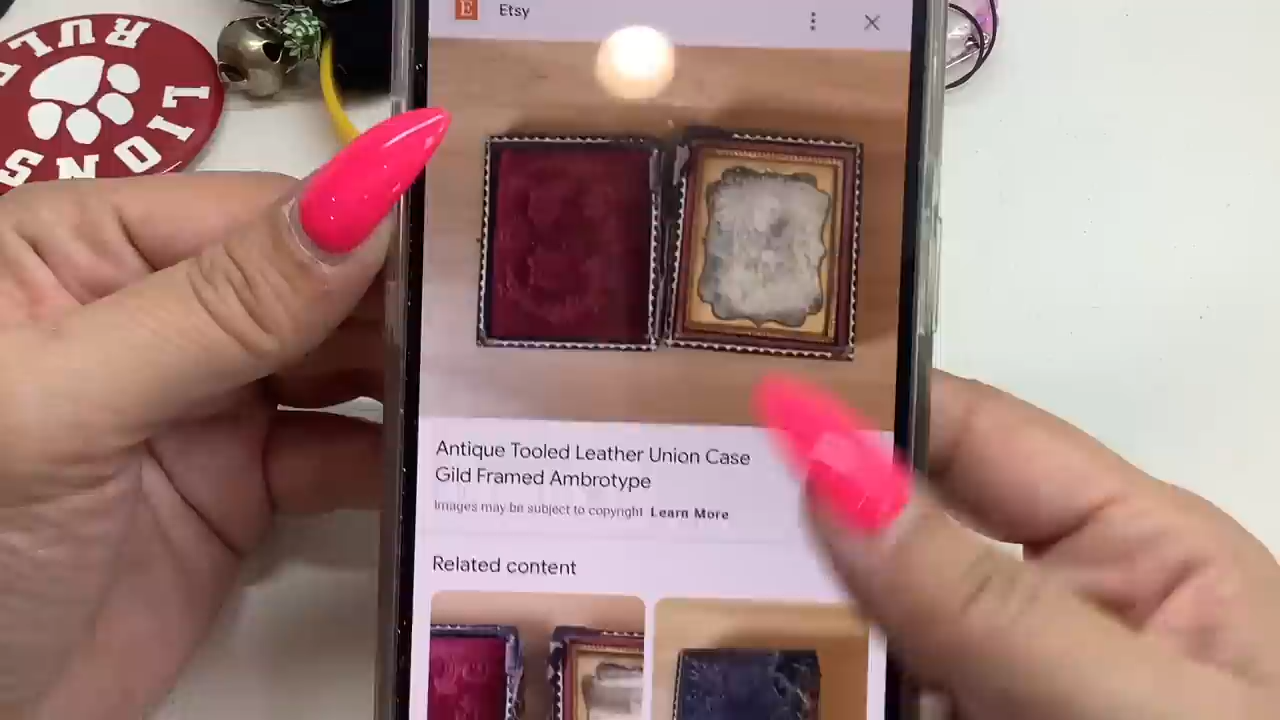 E Etsy
LIONS
RULE
Antique Tooled Leather Union Case
Gild Framed Ambrotype
Images may be subject to copyright Learn More
Related content